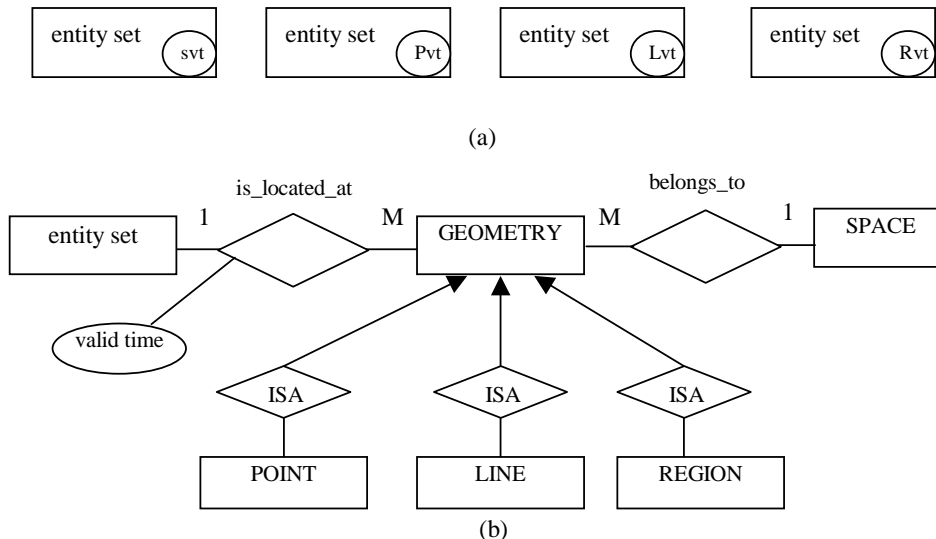 entity set svt entity set Pvt entity set Lvt entity set Rvt
(a)
is_located_at belongs_to
1 M M 1
entity set GEOMETRY SPACE
valid time
ISA ISA ISA
POINT LINE REGION
(b)